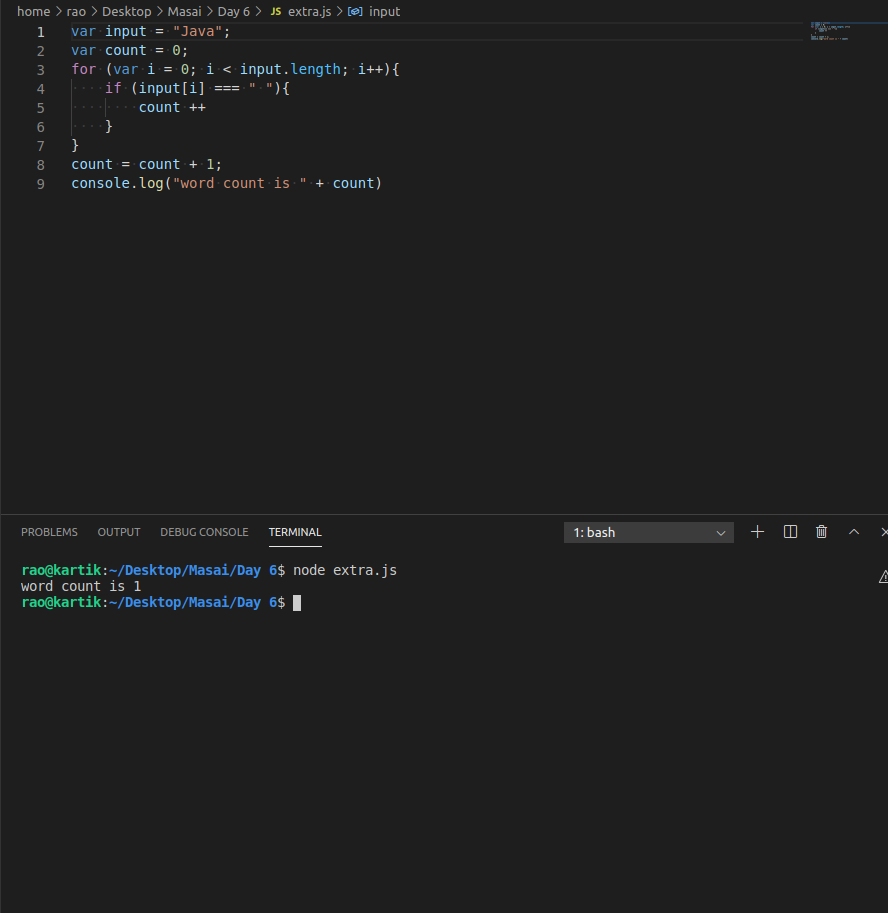 home > rao > Desktop > Masai > Day 6 > JS extra.js > input
1 var input = "Java";
2 var count = 0;
3 for (var i = 0; i < input.length; i++){
4     if (input[i] === " "){
5         count ++
6     }
7 }
8 count = count + 1;
9 console.log("word count is " + count)
PROBLEMS OUTPUT DEBUG CONSOLE TERMINAL 1: bash
rao@kartik:~/Desktop/Masai/Day 6$ node extra.js
word count is 1
rao@kartik:~/Desktop/Masai/Day 6$